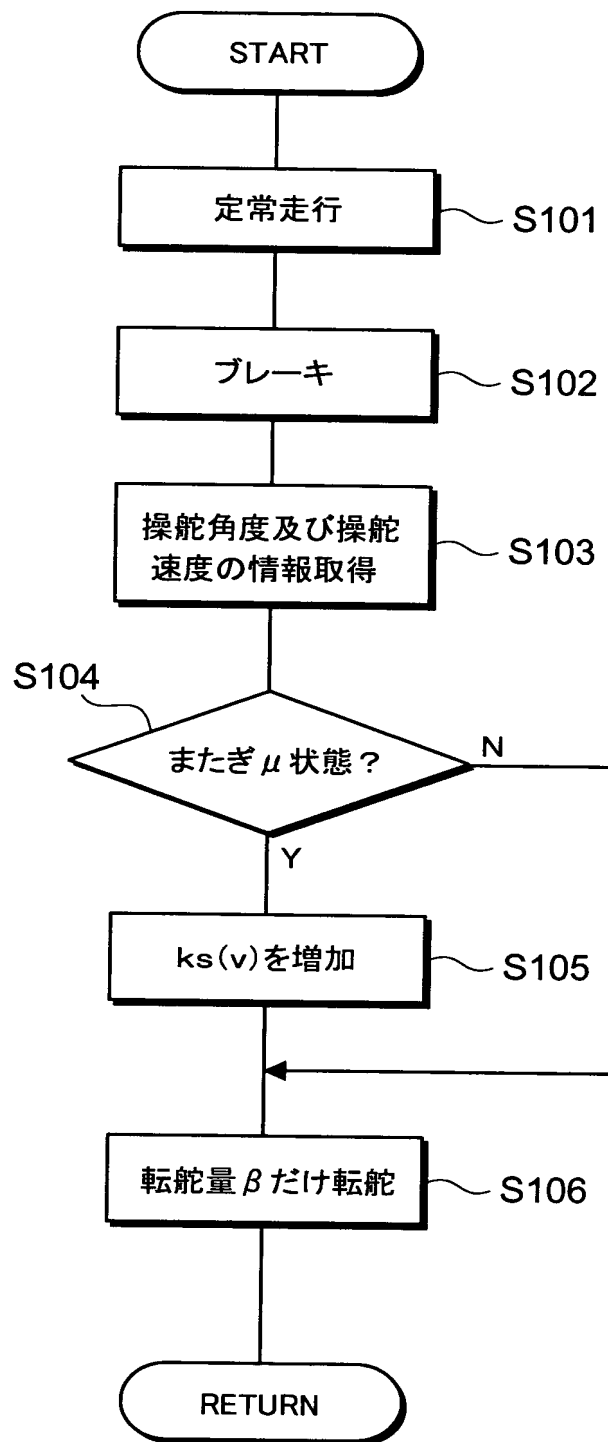 START
定常走行
S101
ブレーキ
S102
操舵角度及び操舵
速度の情報取得
S103
S104
またぎμ状態？
N
Y
ks(v)を増加
S105
転舵量βだけ転舵
S106
RETURN